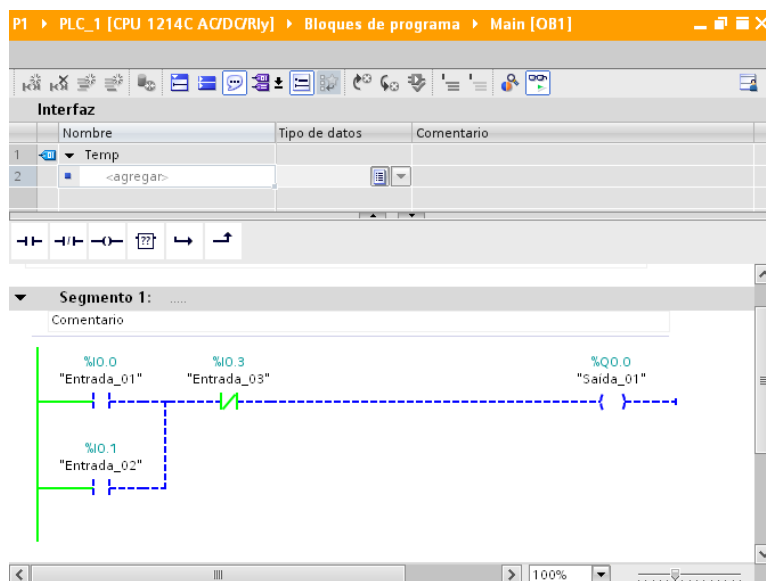 P1 ▸ PLC_1 [CPU 1214C AC/DC/Rly] ▸ Bloques de programa ▸ Main [OB1]
Interfaz
Nombre Tipo de datos Comentario
1 Temp
2 <agregar>
??
Segmento 1: .....
Comentario
%I0.0 %I0.3 %Q0.0
"Entrada_01" "Entrada_03" "Saída_01"
%I0.1
"Entrada_02"
100%